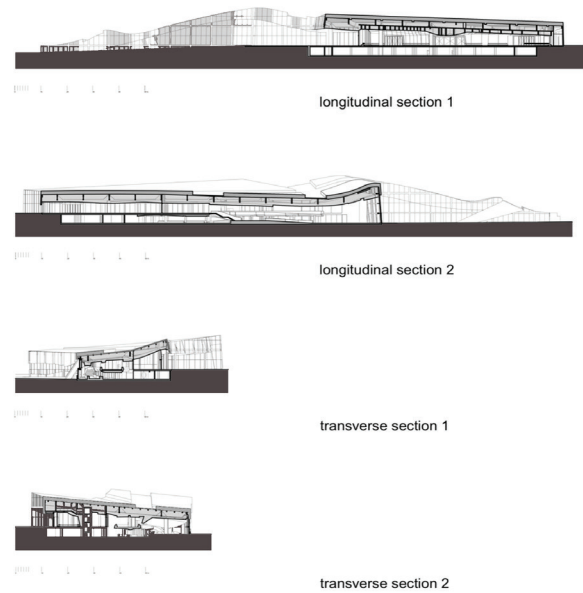 longitudinal section 1
longitudinal section 2
transverse section 1
transverse section 2